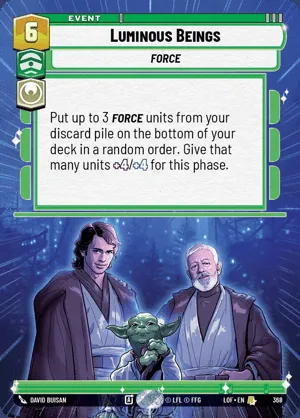 EVENT
6
LUMINOUS BEINGS
FORCE
Put up to 3 FORCE units from your
discard pile on the bottom of your
deck in a random order. Give that
many units +4/+4 for this phase.
DAVID BUISAN
© LFL © FFG
LOF • EN
368